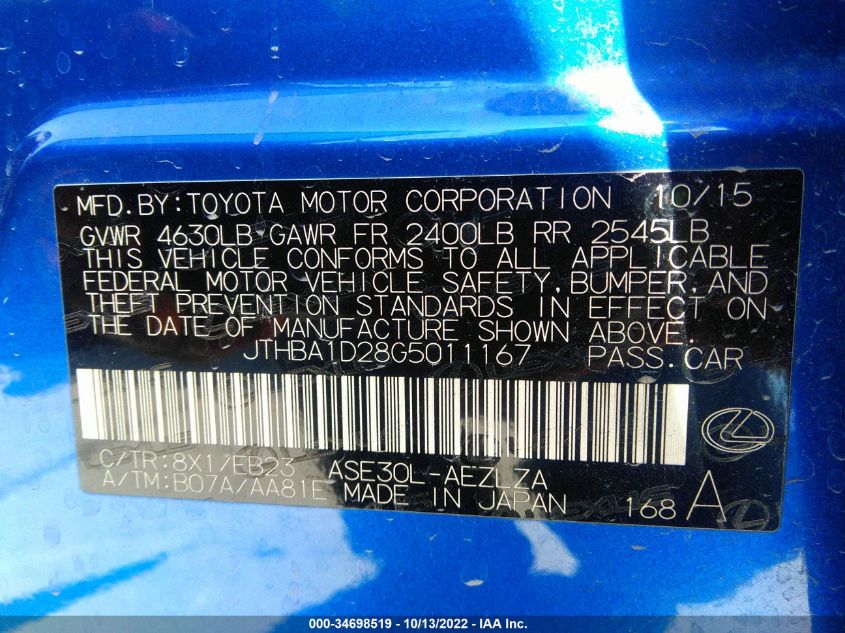 MFD.BY:TOYOTA MOTOR CORPORATION 10/15
GVWR 4630LB GAWR FR 2400LB RR 2545LB
THIS VEHICLE CONFORMS TO ALL APPLICABLE
FEDERAL MOTOR VEHICLE SAFETY,BUMPER,AND
THEFT PREVENTION STANDARDS IN EFFECT ON
THE DATE OF MANUFACTURE SHOWN ABOVE.
JTHBA1D28G5011167 PASS.CAR
C/TR:8X1/EB23 ASE30L-AEZLZA
A/TM:B07A/AA81E MADE IN JAPAN 168 A
000-34698519 - 10/13/2022 - IAA Inc.